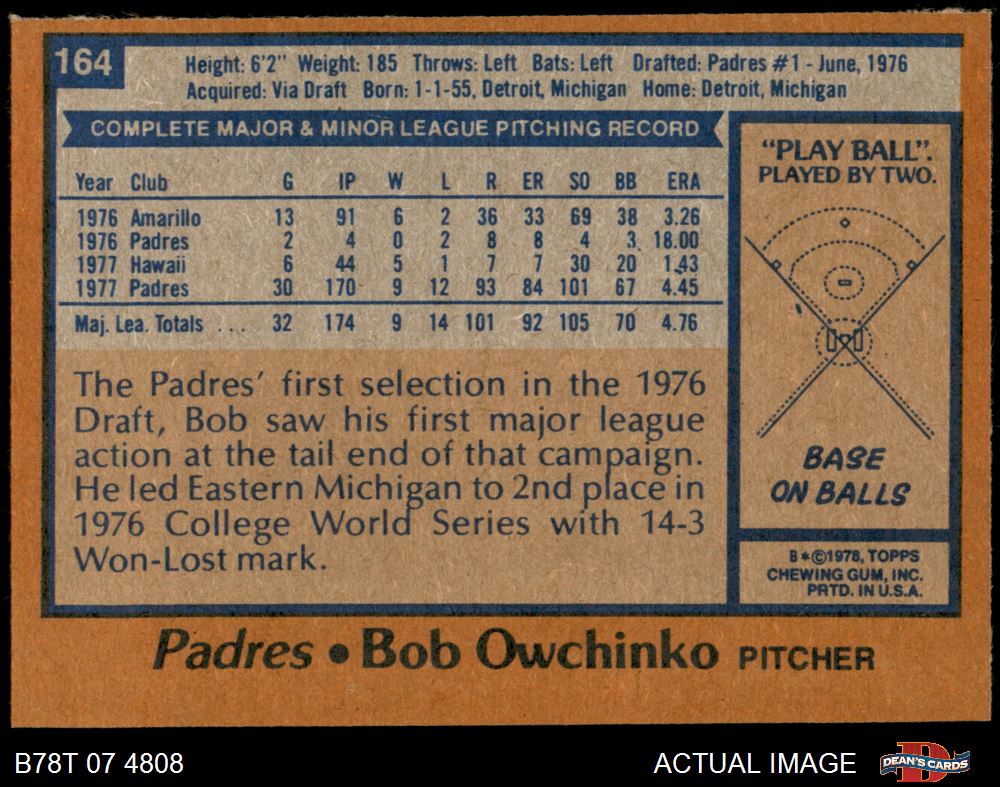 164
Height: 6'2" Weight: 185 Throws: Left Bats: Left Drafted: Padres #1 - June, 1976
Acquired: Via Draft Born: 1-1-55, Detroit, Michigan Home: Detroit, Michigan
COMPLETE MAJOR & MINOR LEAGUE PITCHING RECORD
Year Club G IP W L R ER SO BB ERA
1976 Amarillo 13 91 6 2 36 33 69 38 3.26
1976 Padres 2 4 0 2 8 8 4 3 18.00
1977 Hawaii 6 44 5 1 7 7 30 20 1.43
1977 Padres 30 170 9 12 93 84 101 67 4.45
Maj. Lea. Totals ... 32 174 9 14 101 92 105 70 4.76
The Padres' first selection in the 1976
Draft, Bob saw his first major league
action at the tail end of that campaign.
He led Eastern Michigan to 2nd place in
1976 College World Series with 14-3
Won-Lost mark.
"PLAY BALL".
PLAYED BY TWO.
BASE
ON BALLS
B*©1978, TOPPS
CHEWING GUM, INC.
PRTD. IN U.S.A.
Padres • Bob Owchinko PITCHER
B78T 07 4808
ACTUAL IMAGE
D
DEAN'S CARDS